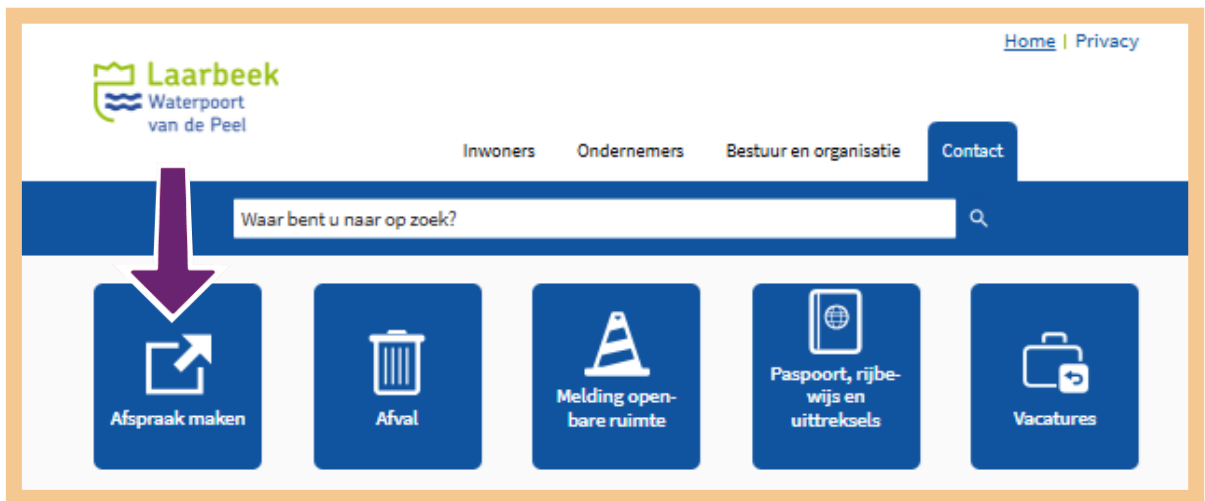 Home | Privacy
Laarbeek
Waterpoort
van de Peel
Inwoners Ondernemers Bestuur en organisatie Contact
Waar bent u naar op zoek?
Afspraak maken
Afval
Melding open-
bare ruimte
Paspoort, rijbe-
wijs en
uittreksels
Vacatures